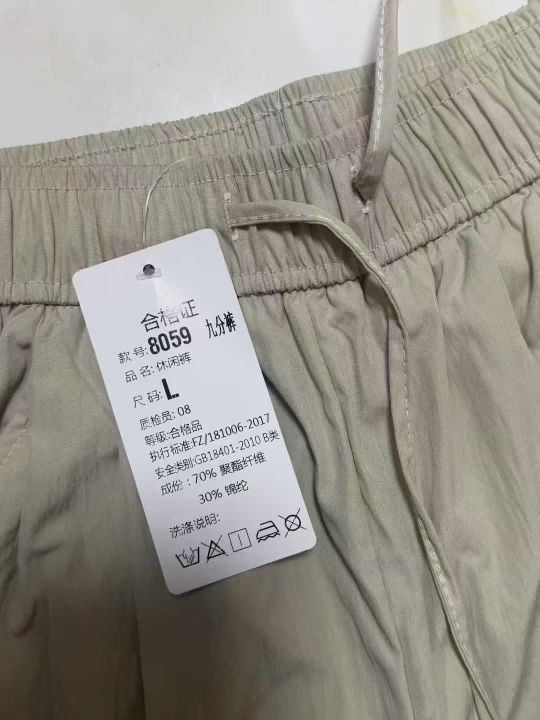 合格证
款 号: 8059 九分裤
品 名: 休闲裤
尺 码: L
质检员: 08
等级:合格品
执行标准:FZ/181006-2017
安全类别:GB18401-2010 B类
成份: 70% 聚酯纤维
30% 锦纶
洗涤说明: